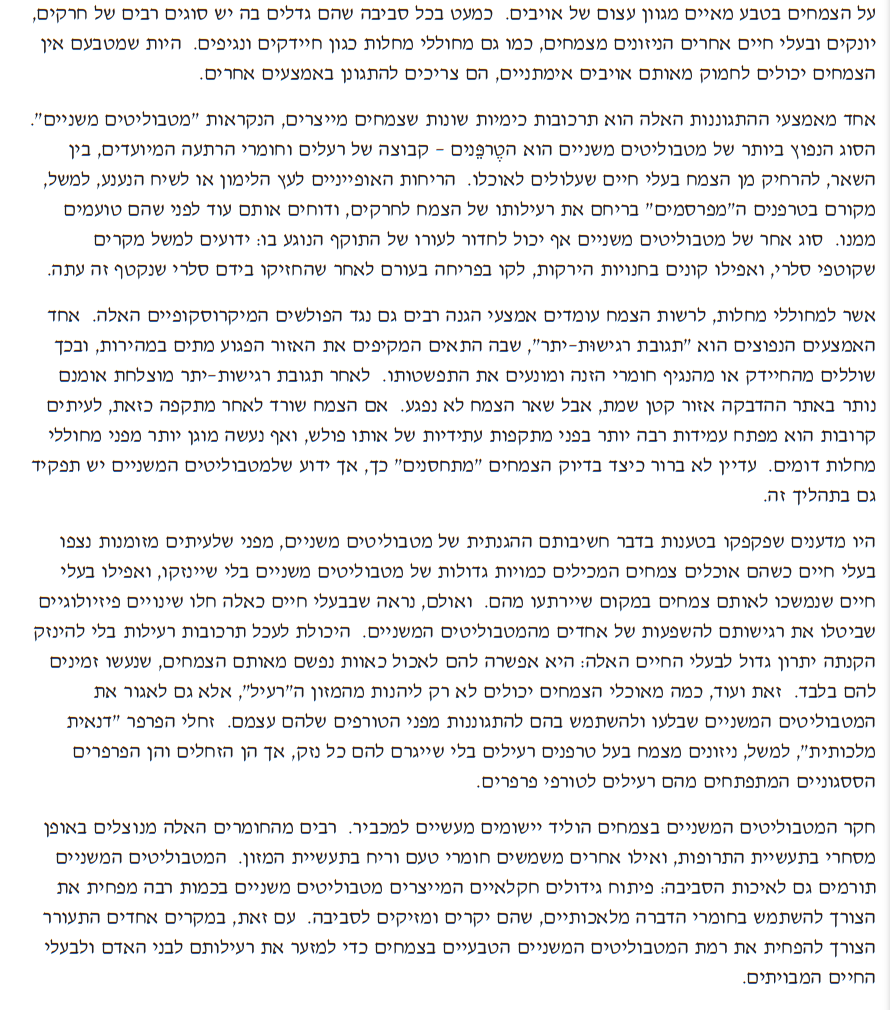 על הצמחים בטבע מאיים מגוון עצום של אויבים.  כמעט בכל סביבה שהם גדלים בה יש סוגים רבים של חרקים,
יונקים ובעלי חיים אחרים הניזונים מצמחים, כמו גם מחוללי מחלות כגון חיידקים ונגיפים.  היות שמטבעם אין
הצמחים יכולים לחמוק מאותם אויבים אימתניים, הם צריכים להתגונן באמצעים אחרים.
אחד מאמצעי ההתגוננות האלה הוא תרכובות כימיות שונות שצמחים מייצרים, הנקראות "מטבוליטים משניים".
הסוג הנפוץ ביותר של מטבוליטים משניים הוא הטֶרפֵּנים – קבוצה של רעלים וחומרי הרתעה המיועדים, בין
השאר, להרחיק מן הצמח בעלי חיים שעלולים לאוכלו.  הריחות האופייניים לעץ הלימון או לשיח הנענע, למשל,
מקורם בטרפנים ה"מפרסמים" בריחם את רעילותו של הצמח לחרקים, ודוחים אותם עוד לפני שהם טועמים
ממנו.  סוג אחר של מטבוליטים משניים אף יכול לחדור לעורו של התוקף הנוגע בו: ידועים למשל מקרים
שקוטפי סלרי, ואפילו קונים בחנויות הירקות, לקו בפריחה בעורם לאחר שהחזיקו בידם סלרי שנקטף זה עתה.
אשר למחוללי מחלות, לרשות הצמח עומדים אמצעי הגנה רבים גם נגד הפולשים המיקרוסקופיים האלה.  אחד
האמצעים הנפוצים הוא "תגובת רגישוּת-יתר", שבה התאים המקיפים את האזור הפגוע מתים במהירות, ובכך
שוללים מהחיידק או מהנגיף חומרי הזנה ומונעים את התפשטותו.  לאחר תגובת רגישות-יתר מוצלחת אומנם
נותר באתר ההדבקה אזור קטן שמת, אבל שאר הצמח לא נפגע.  אם הצמח שורד לאחר מתקפה כזאת, לעיתים
קרובות הוא מפתח עמידות רבה יותר בפני מתקפות עתידיות של אותו פולש, ואף נעשה מוגן יותר מפני מחוללי
מחלות דומים.  עדיין לא ברור כיצד בדיוק הצמחים "מתחסנים" כך, אך ידוע שלמטבוליטים המשניים יש תפקיד
גם בתהליך זה.
היו מדענים שפקפקו בטענות בדבר חשיבותם ההגנתית של מטבוליטים משניים, מפני שלעיתים מזומנות נצפו
בעלי חיים כשהם אוכלים צמחים המכילים כמויות גדולות של מטבוליטים משניים בלי שיינזקו, ואפילו בעלי
חיים שנמשכו לאותם צמחים במקום שיירתעו מהם.  ואולם, נראה שבבעלי חיים כאלה חלו שינויים פיזיולוגיים
שביטלו את רגישותם להשפעות של אחדים מהמטבוליטים המשניים.  היכולת לעכל תרכובות רעילות בלי להינזק
הקנתה יתרון גדול לבעלי החיים האלה: היא אפשרה להם לאכול כאוות נפשם מאותם הצמחים, שנעשו זמינים
להם בלבד.  זאת ועוד, כמה מאוכלי הצמחים יכולים לא רק ליהנות מהמזון ה"רעיל", אלא גם לאגור את
המטבוליטים המשניים שבלעו ולהשתמש בהם להתגוננות מפני הטורפים שלהם עצמם.  זחלי הפרפר "דנאית
מלכותית", למשל, ניזונים מצמח בעל טרפנים רעילים בלי שייגרם להם כל נזק, אך הן הזחלים והן הפרפרים
הססגוניים המתפתחים מהם רעילים לטורפי פרפרים.
חקר המטבוליטים המשניים בצמחים הוליד יישומים מעשיים למכביר.  רבים מהחומרים האלה מנוצלים באופן
מסחרי בתעשיית התרופות, ואילו אחרים משמשים חומרי טעם וריח בתעשיית המזון.  המטבוליטים המשניים
תורמים גם לאיכות הסביבה: פיתוח גידולים חקלאיים המייצרים מטבוליטים משניים בכמות רבה מפחית את
הצורך להשתמש בחומרי הדברה מלאכותיים, שהם יקרים ומזיקים לסביבה.  עם זאת, במקרים אחדים התעורר
הצורך להפחית את רמת המטבוליטים המשניים הטבעיים בצמחים כדי למזער את רעילותם לבני האדם ולבעלי
החיים המבויתים.